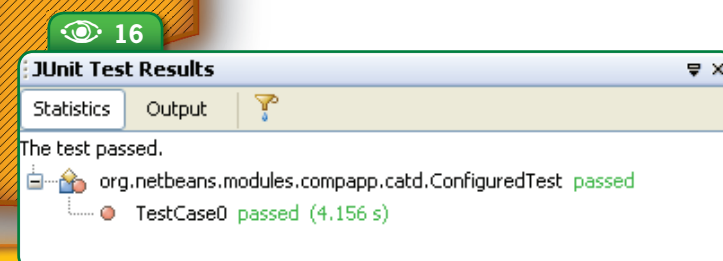 16
JUnit Test Results
Statistics Output
The test passed.
org.netbeans.modules.compapp.catd.ConfiguredTest passed
TestCase0 passed (4.156 s)